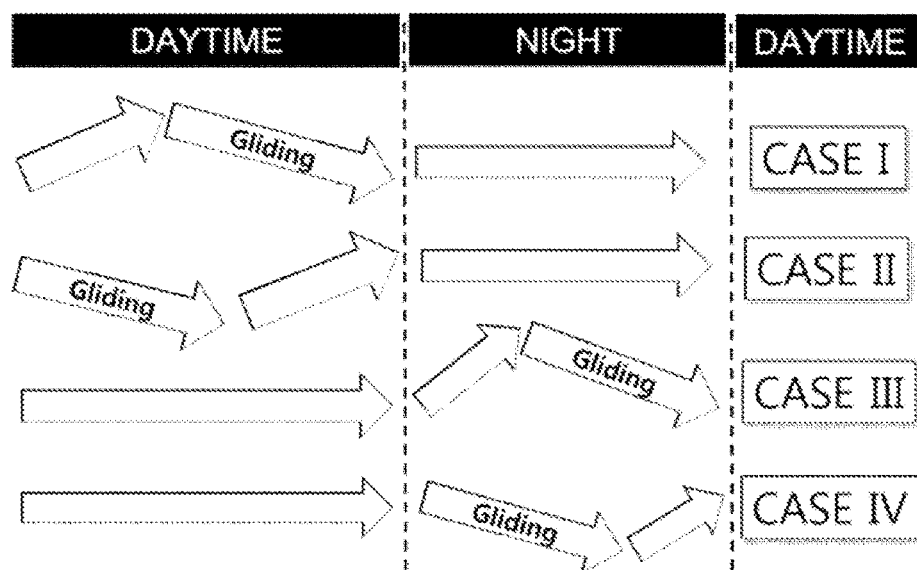 DAYTIME NIGHT DAYTIME
Gliding
CASE I
Gliding
CASE II
Gliding
CASE III
Gliding
CASE IV